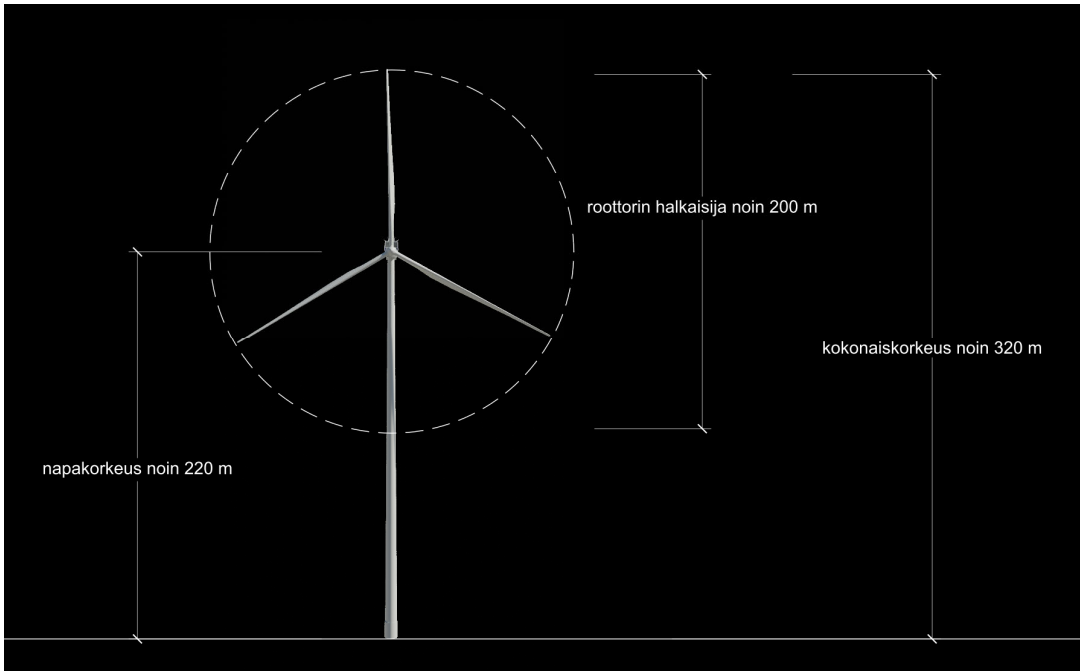 roottorin halkaisija noin 200 m
kokonaiskorkeus noin 320 m
napakorkeus noin 220 m